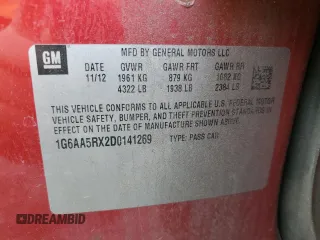 GM
MFD BY GENERAL MOTORS LLC
DATE GVWR GAWR FRT GAWR RR
11/12 1961 KG 879 KG 1082 KG
4322 LB 1938 LB 2384 LB
THIS VEHICLE CONFORMS TO ALL APPLICABLE U.S. FEDERAL MOTOR
VEHICLE SAFETY, BUMPER, AND THEFT PREVENTION STANDARDS IN
EFFECT ON THE DATE OF MANUFACTURE SHOWN ABOVE.
1G6AA5RX2D0141269 TYPE: PASS CAR
DREAMBID